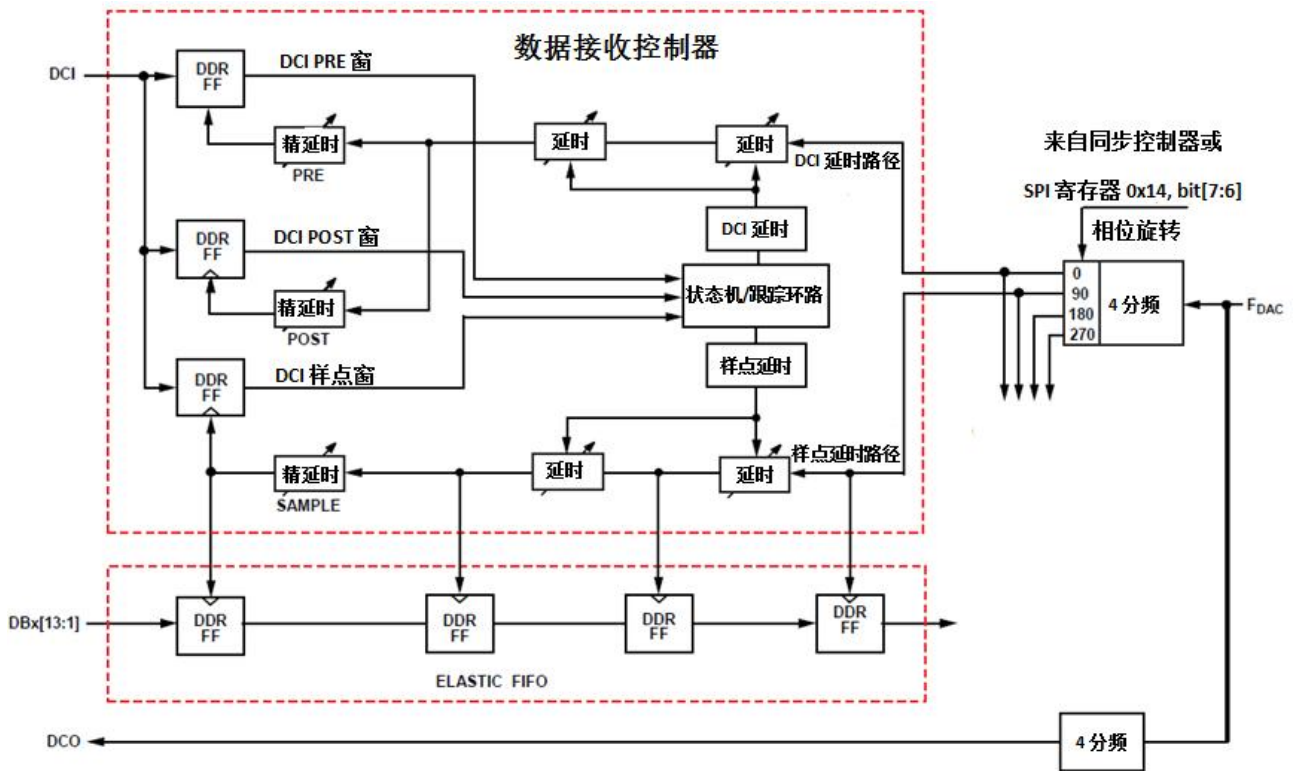 数据接收控制器
DCI
DDR
FF
DCI PRE 窗
精延时
PRE
延时
延时
DCI 延时路径
来自同步控制器或
SPI 寄存器 0x14, bit[7:6]
相位旋转
DDR
FF
DCI POST 窗
DCI 延时
精延时
POST
状态机/跟踪环路
0
90
180
270
4 分频
FDAC
DDR
FF
DCI 样点窗
样点延时
精延时
SAMPLE
延时
延时
样点延时路径
DBx[13:1]
DDR
FF
DDR
FF
DDR
FF
DDR
FF
ELASTIC FIFO
DCO
4 分频